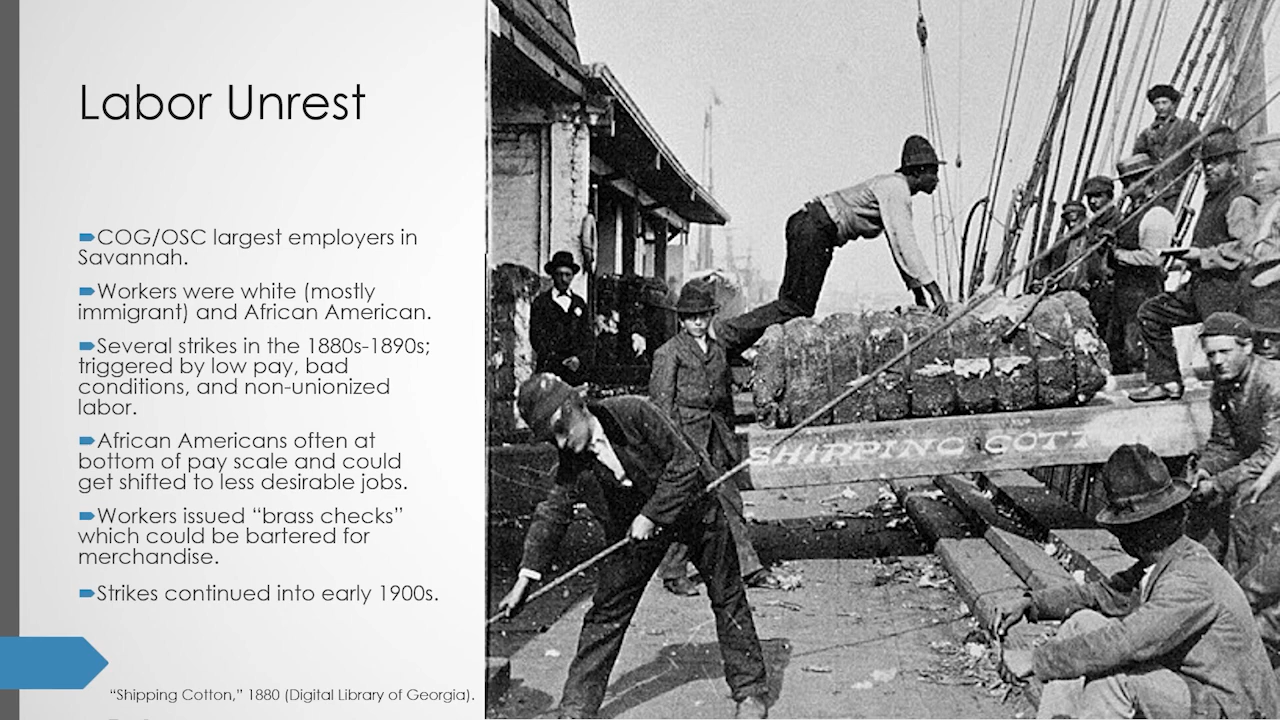 Labor Unrest
COG/OSC largest employers in
Savannah.
Workers were white (mostly
immigrant) and African American.
Several strikes in the 1880s-1890s;
triggered by low pay, bad
conditions, and non-unionized
labor.
African Americans often at
bottom of pay scale and could
get shifted to less desirable jobs.
Workers issued “brass checks”
which could be bartered for
merchandise.
Strikes continued into early 1900s.
“Shipping Cotton,” 1880 (Digital Library of Georgia).
SHIPPING COTT